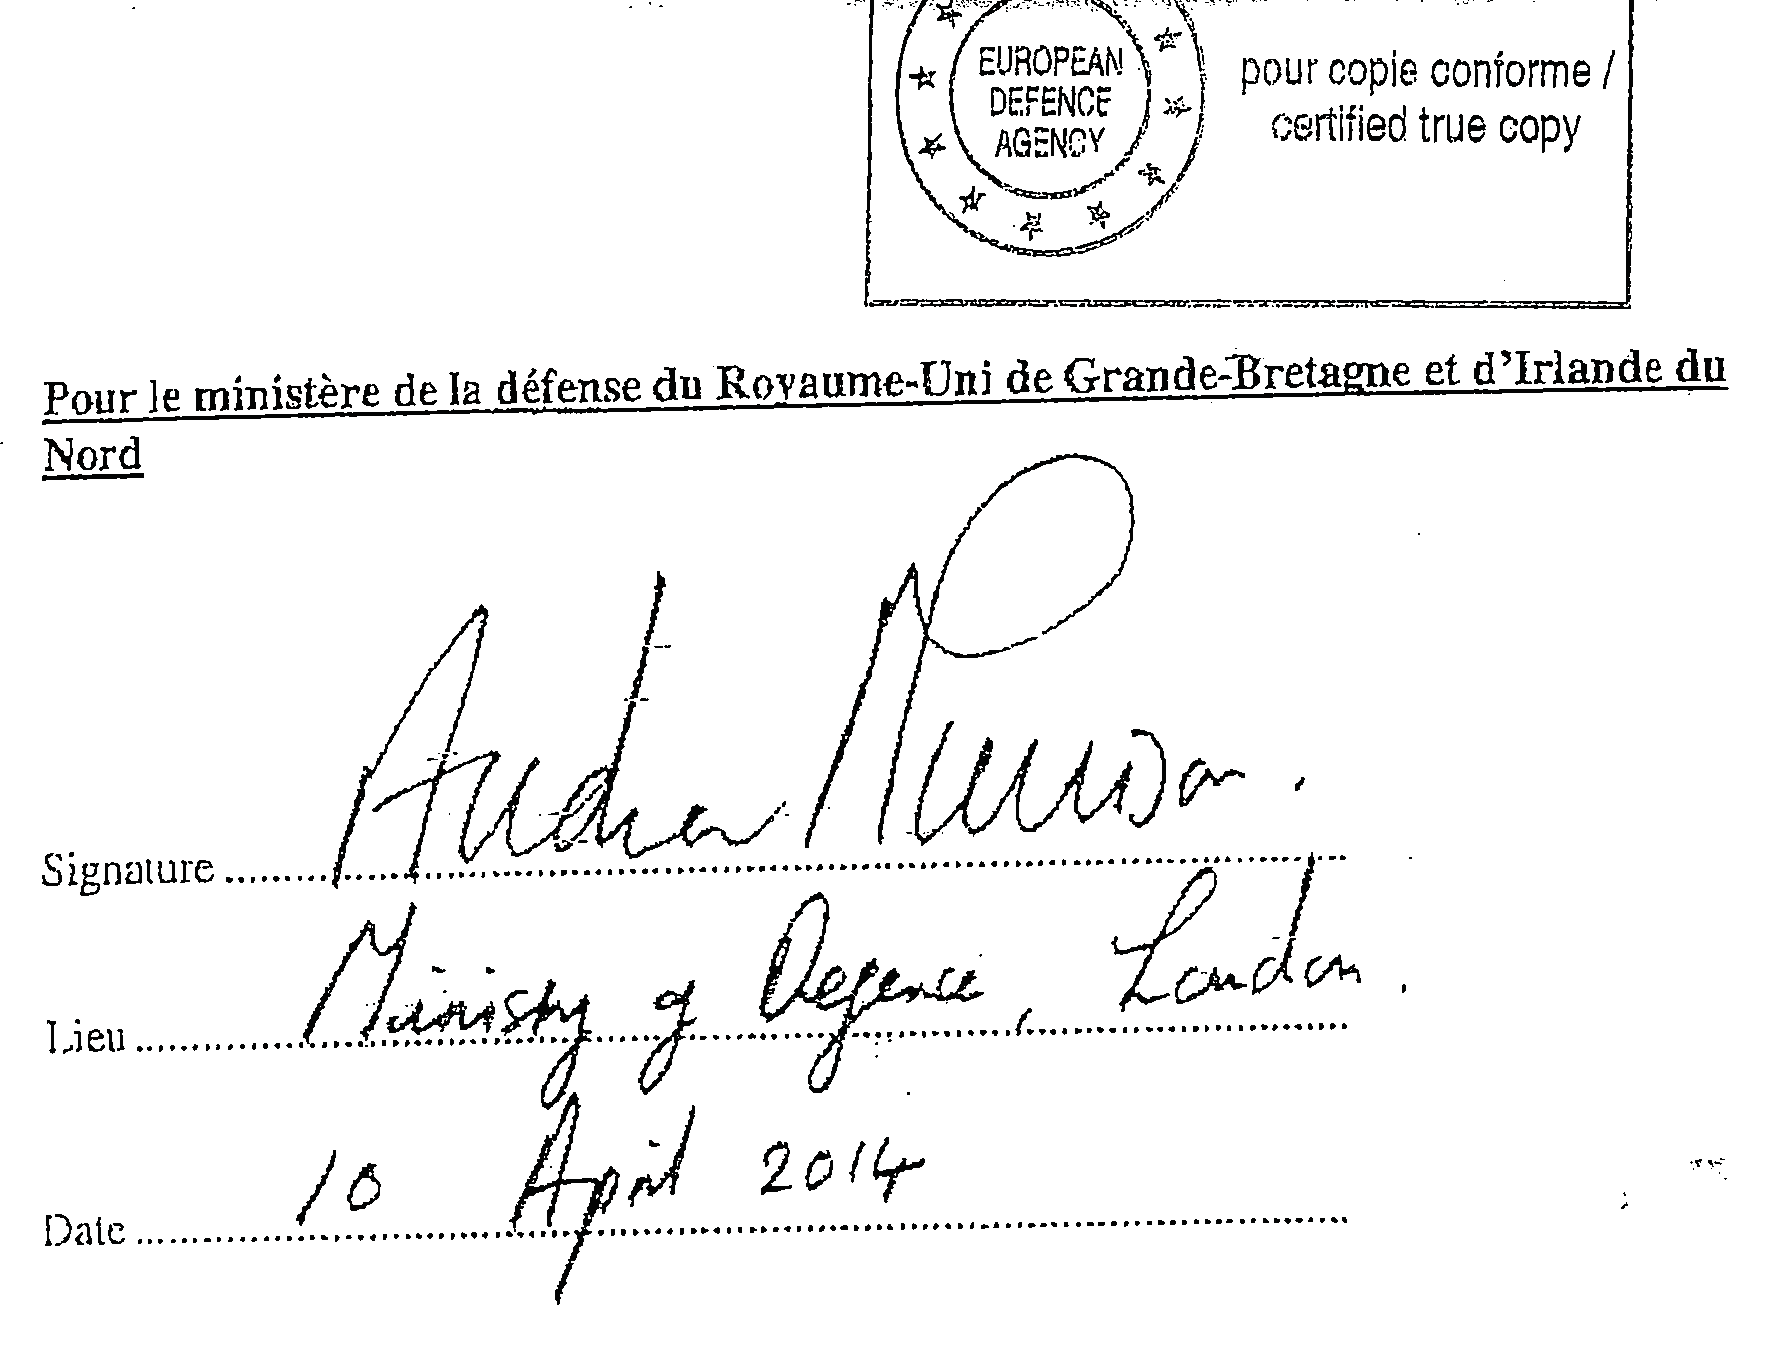 EUROPEAN
DEFENCE
AGENCY
pour copie conforme /
certified true copy
Pour le ministère de la défense du Royaume-Uni de Grande-Bretagne et d'Irlande du
Nord
Signature
Lieu Ministry of Defence, London.
Date 10 April 2014